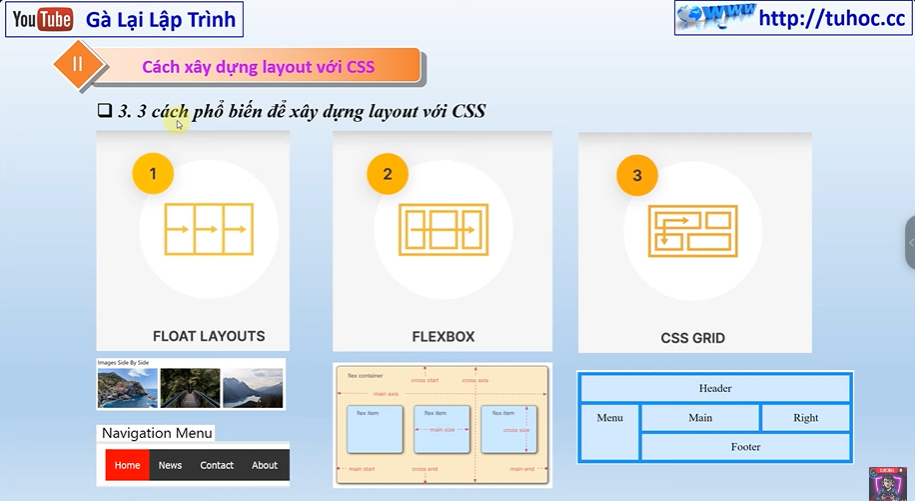 YouTube Gà Lại Lập Trình
WWW http://tuhoc.cc
II Cách xây dựng layout với CSS
3. 3 cách phổ biến để xây dựng layout với CSS
1
FLOAT LAYOUTS
2
FLEXBOX
3
CSS GRID
Images Side By Side
Navigation Menu
Home News Contact About
flex container
cross start cross axis
main axis
flex item flex item flex item
main size cross size
main start cross end main end
Header
Menu Main Right
Footer